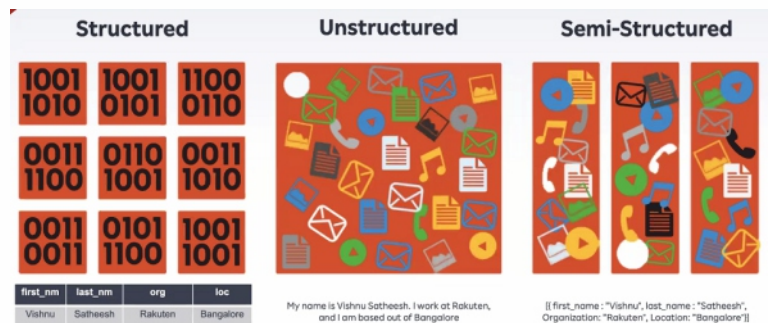 Structured
Unstructured
Semi-Structured
1001
1010
1001
0101
1100
0110
0011
1100
0110
1001
0011
1010
0011
0011
0101
1100
1001
1001
first_nm last_nm org loc
Vishnu Satheesh Rakuten Bangalore
My name is Vishnu Satheesh. I work at Rakuten,
and I am based out of Bangalore
[{ first_name : "Vishnu", last_name : "Satheesh",
Organization: "Rakuten", Location: "Bangalore"}]